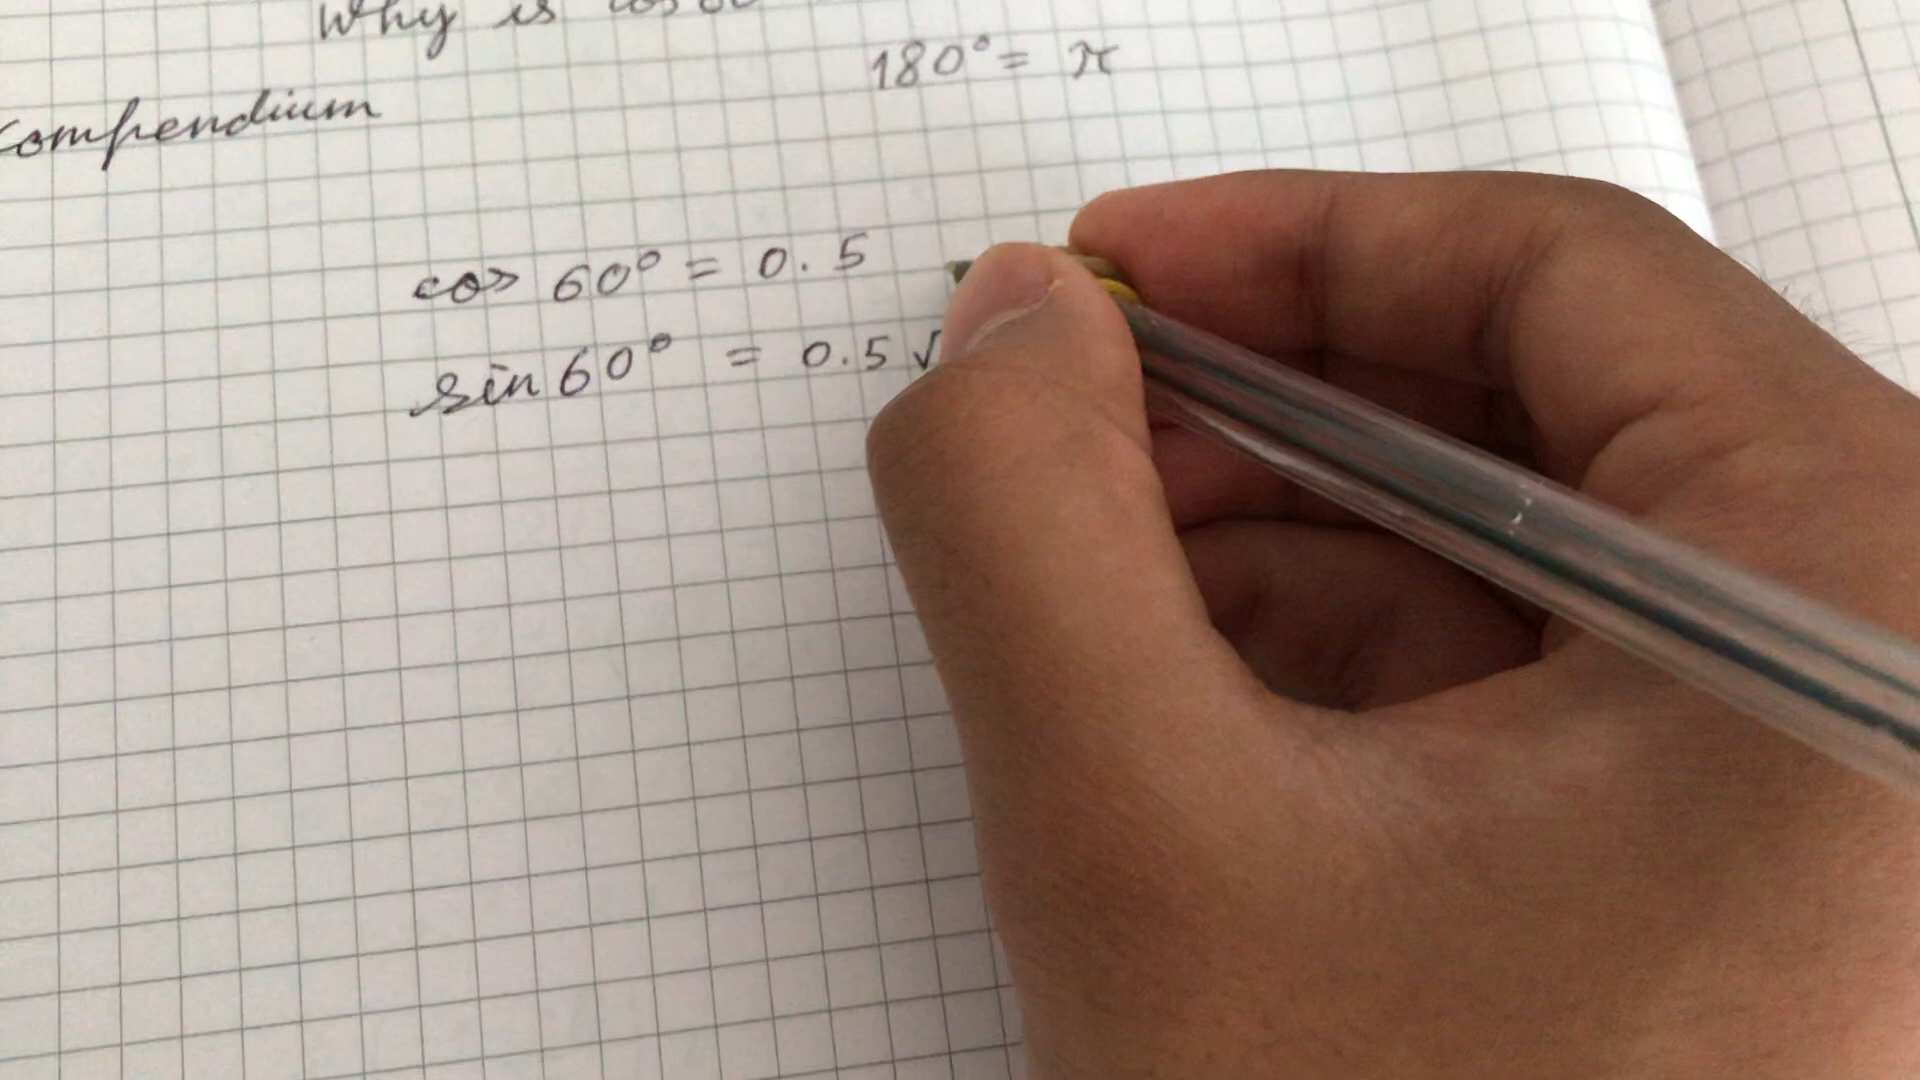 Why is
180° = π
Compendium
cos 60° = 0.5
sin 60° = 0.5 √